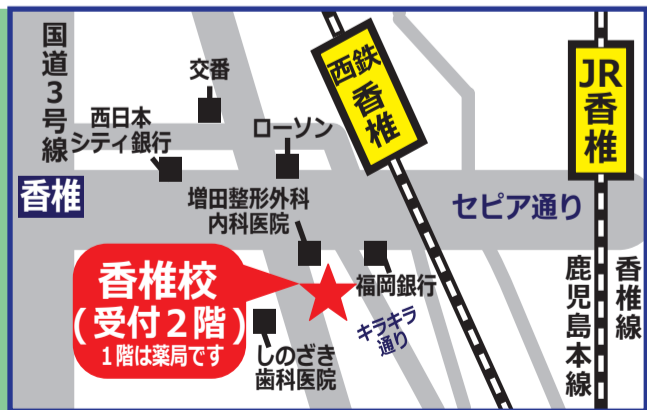 国道3号線
交番
西日本
シティ銀行
ローソン
西鉄
香椎
JR
香椎
香椎
増田整形外科
内科医院
セピア通り
香椎校
(受付2階)
1階は薬局です
福岡銀行
キラキラ
通り
しのざき
歯科医院
鹿児島本線
香椎線